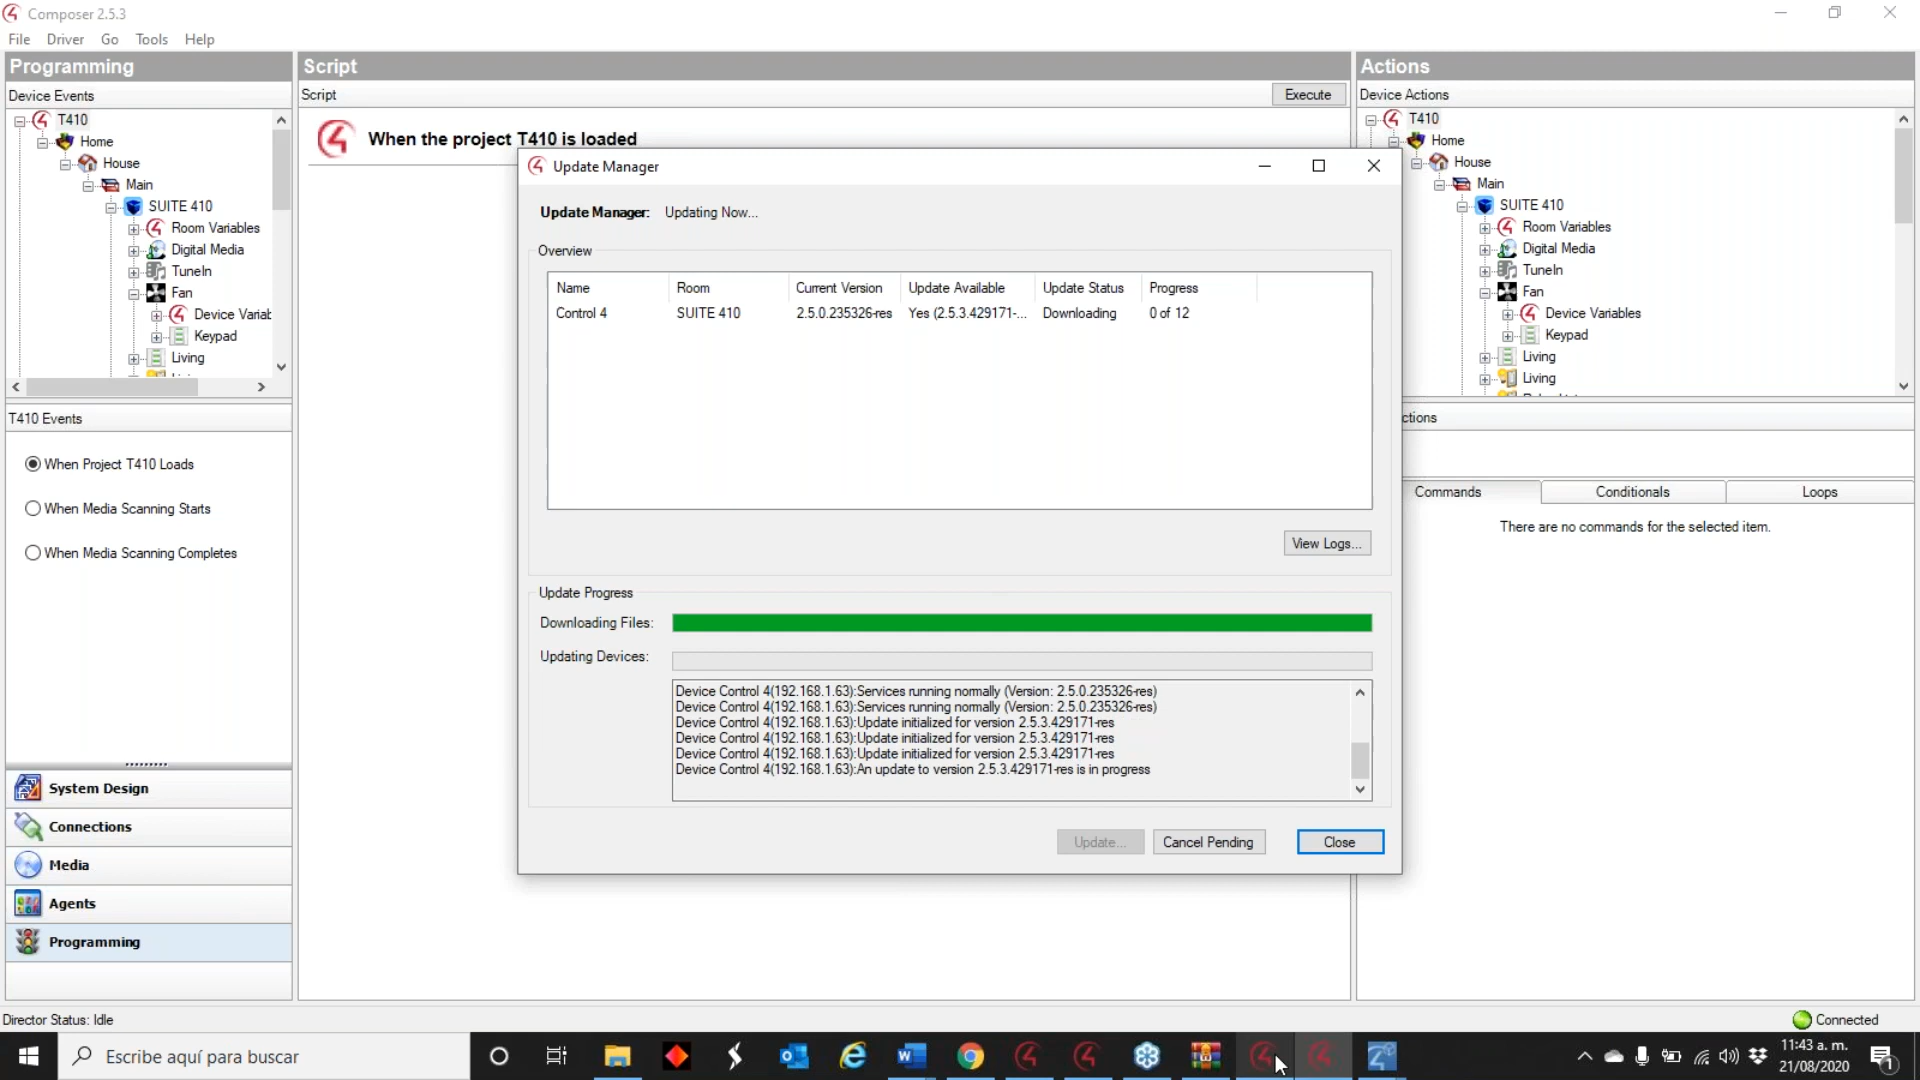 Composer 2.5.3
File Driver Go Tools Help
Programming
Device Events
T410
Home
House
Main
SUITE 410
Room Variables
Digital Media
TuneIn
Fan
Device Variab
Keypad
Living
T410 Events
When Project T410 Loads
When Media Scanning Starts
When Media Scanning Completes
System Design
Connections
Media
Agents
Programming
Script
Script
Execute
When the project T410 is loaded
Update Manager
Update Manager: Updating Now...
Overview
Name Room Current Version Update Available Update Status Progress
Control 4 SUITE 410 2.5.0.235326-res Yes (2.5.3.429171-... Downloading 0 of 12
View Logs...
Update Progress
Downloading Files:
Updating Devices:
Device Control 4(192.168.1.63):Services running normally (Version: 2.5.0.235326-res)
Device Control 4(192.168.1.63):Services running normally (Version: 2.5.0.235326-res)
Device Control 4(192.168.1.63):Update initialized for version 2.5.3.429171-res
Device Control 4(192.168.1.63):Update initialized for version 2.5.3.429171-res
Device Control 4(192.168.1.63):Update initialized for version 2.5.3.429171-res
Device Control 4(192.168.1.63):An update to version 2.5.3.429171-res is in progress
Update... Cancel Pending Close
Actions
Device Actions
T410
Home
House
Main
SUITE 410
Room Variables
Digital Media
TuneIn
Fan
Device Variables
Keypad
Living
Living
ctions
Commands Conditionals Loops
There are no commands for the selected item.
Director Status: Idle
Connected
Escribe aquí para buscar
11:43 a. m.
21/08/2020
1